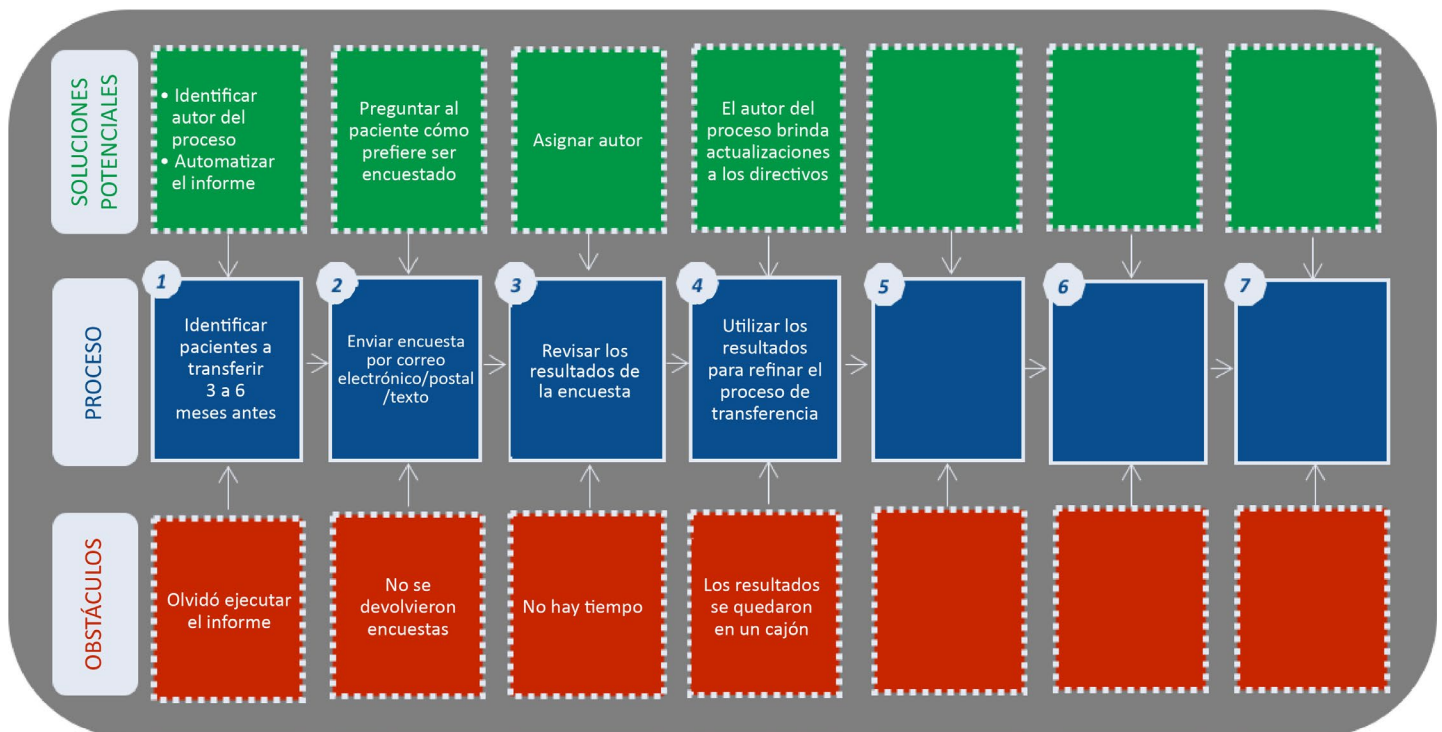 SOLUCIONES
POTENCIALES
• Identificar
autor del
proceso
• Automatizar
el informe
Preguntar al
paciente cómo
prefiere ser
encuestado
Asignar autor
El autor del
proceso brinda
actualizaciones
a los directivos
PROCESO
1
Identificar
pacientes a
transferir
3 a 6
meses antes
2
Enviar encuesta
por correo
electrónico/postal
/texto
3
Revisar los
resultados de
la encuesta
4
Utilizar los
resultados
para refinar el
proceso de
transferencia
5
6
7
OBSTÁCULOS
Olvidó ejecutar
el informe
No se
devolvieron
encuestas
No hay tiempo
Los resultados
se quedaron
en un cajón